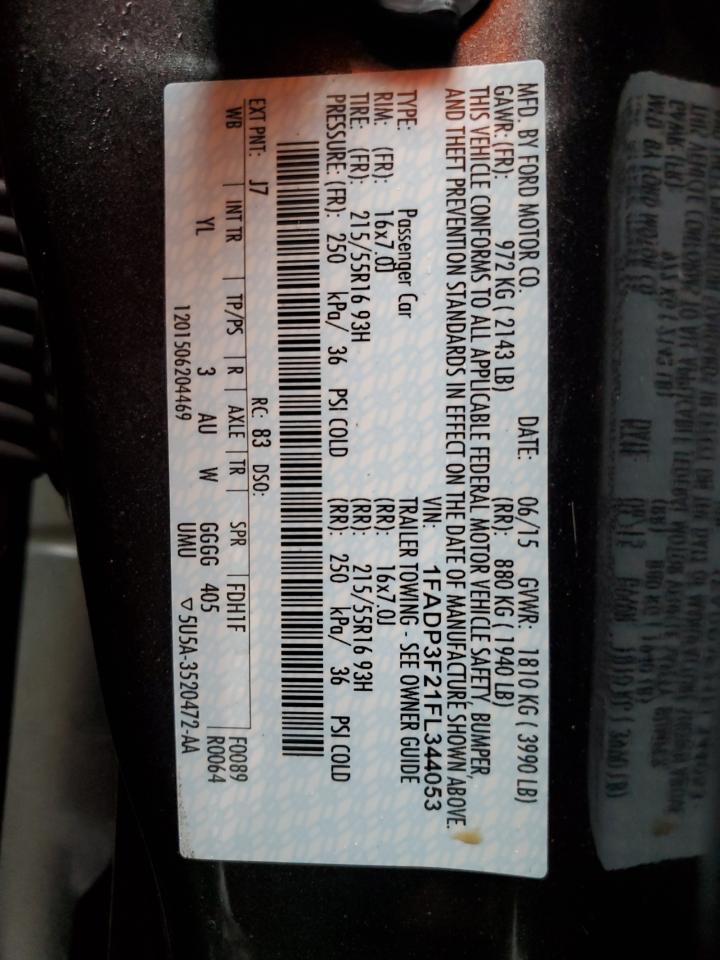 MFD. BY FORD MOTOR CO. DATE: 06/15 GVWR: 1810 KG ( 3990 LB)
GAWR: (FR): 972 KG ( 2143 LB) (RR): 880 KG ( 1940 LB)
THIS VEHICLE CONFORMS TO ALL APPLICABLE FEDERAL MOTOR VEHICLE SAFETY, BUMPER,
AND THEFT PREVENTION STANDARDS IN EFFECT ON THE DATE OF MANUFACTURE SHOWN ABOVE.
VIN: 1FADP3F21FL344053
TYPE: Passenger Car TRAILER TOWING - SEE OWNER GUIDE
RIM: (FR): 16x7.0J (RR): 16x7.0J
TIRE: (FR): 215/55R16 93H (RR): 215/55R16 93H
PRESSURE: (FR): 250 kPa/ 36 PSI COLD (RR): 250 kPa/ 36 PSI COLD
EXT PNT: J7 RC: 83 DSO:
WB | INT TR | TP/PS | R | AXLE | TR | SPR | FDH1F F0089
YL 3 AU W GGGG 405 R0064
1201506204469 UMU ▽5U5A-3520472-AA